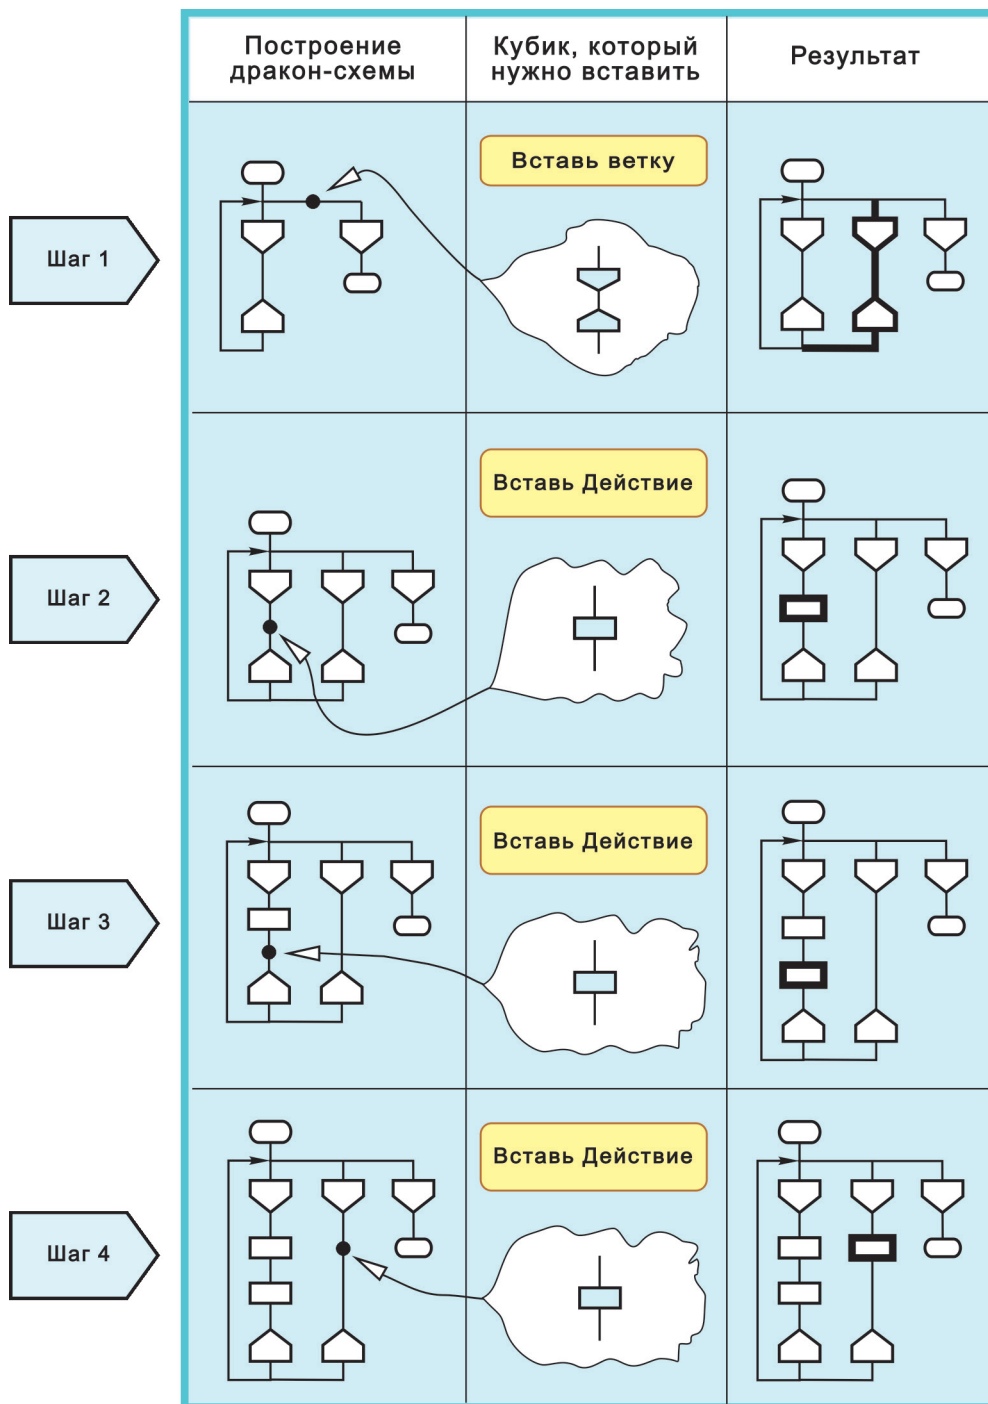 Построение
дракон-схемы
Кубик, который
нужно вставить
Результат
Шаг 1
Вставь ветку
Шаг 2
Вставь Действие
Шаг 3
Вставь Действие
Шаг 4
Вставь Действие